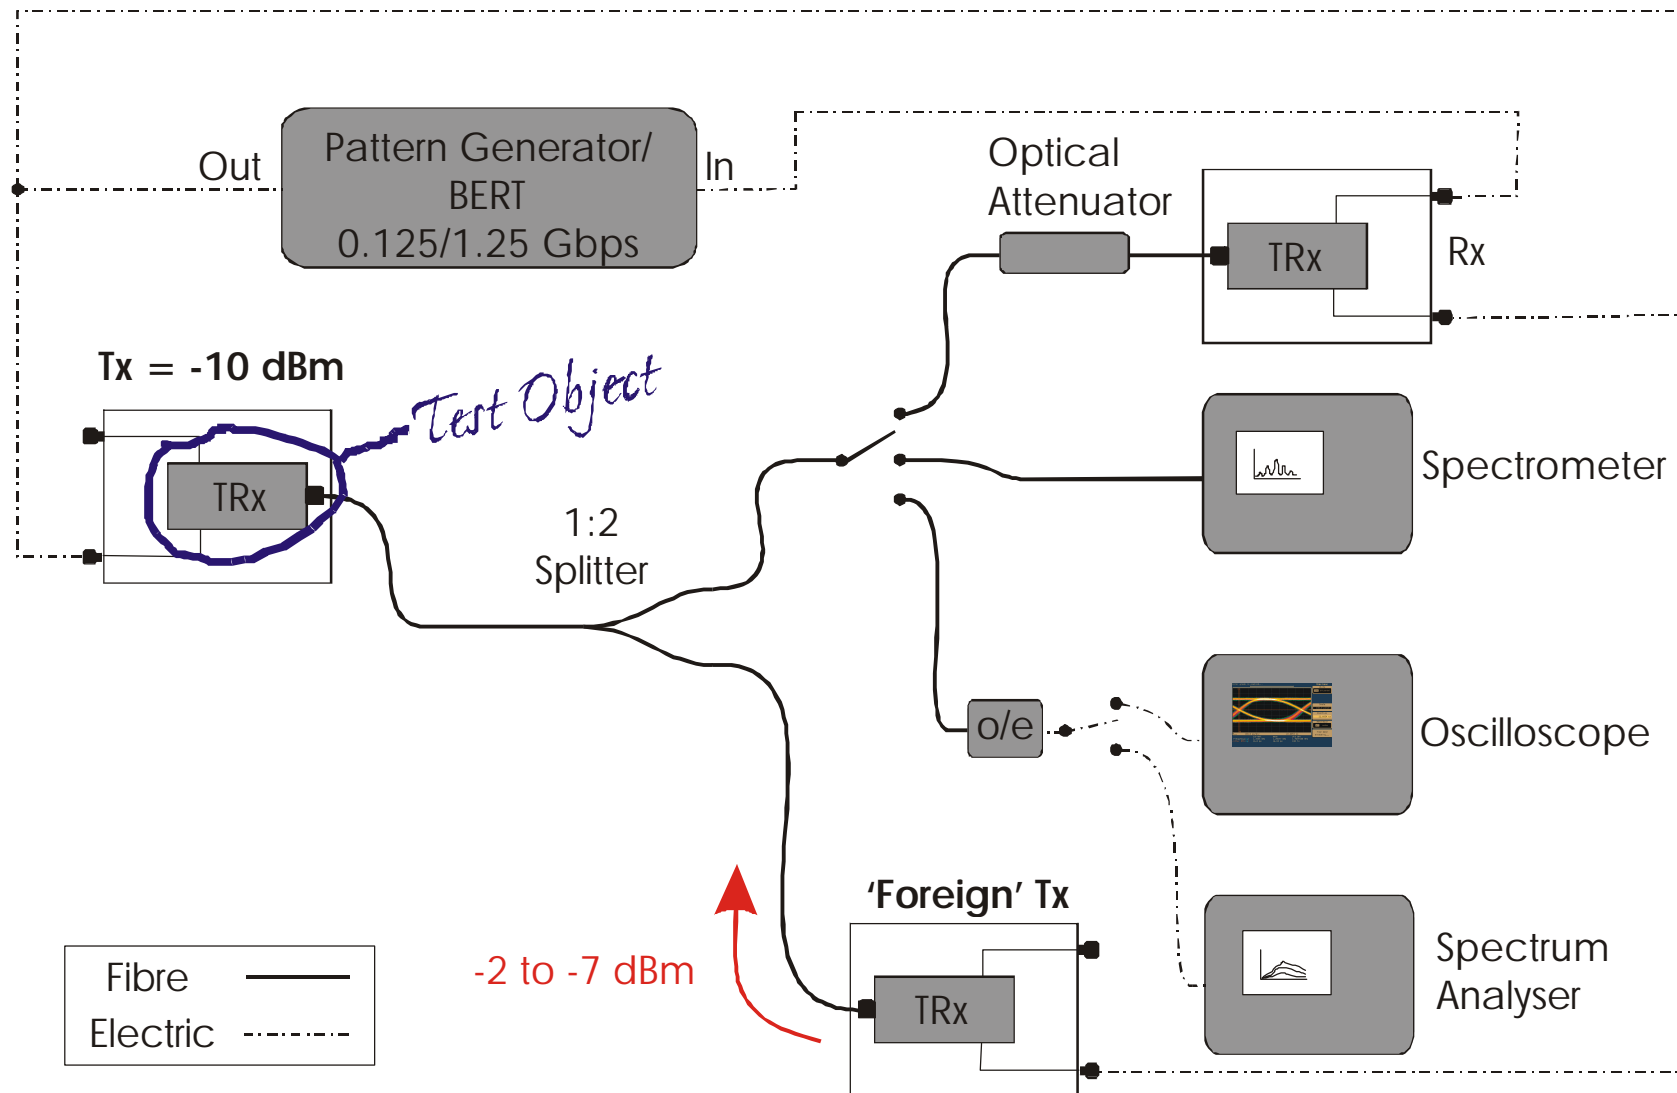 Out
Pattern Generator/
BERT
0.125/1.25 Gbps
In
Optical
Attenuator
TRx
Rx
Tx = -10 dBm
Test Object
TRx
1:2
Splitter
Spectrometer
o/e
Oscilloscope
'Foreign' Tx
-2 to -7 dBm
TRx
Spectrum
Analyser
Fibre
Electric